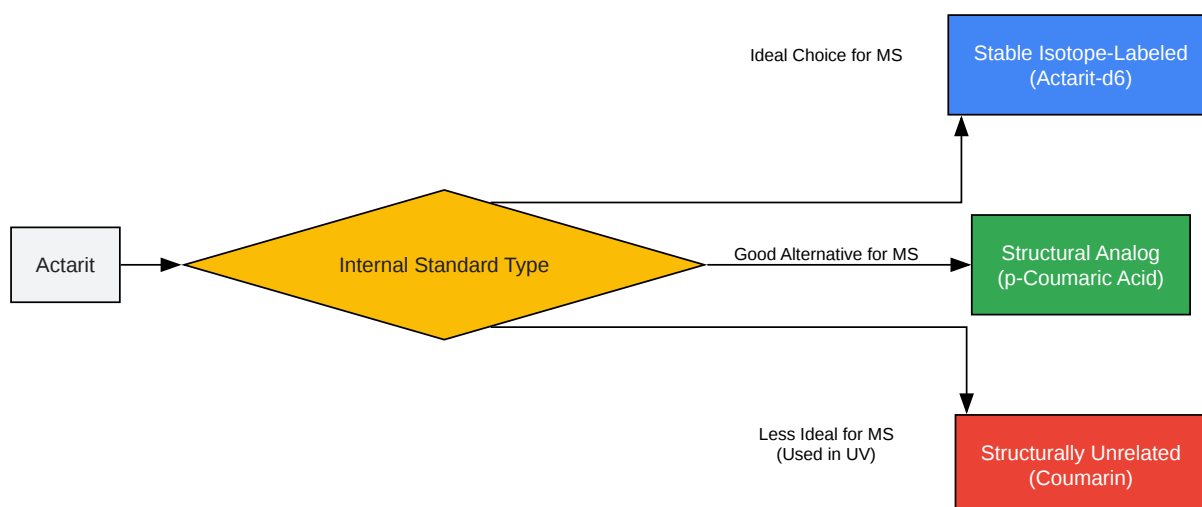 Ideal Choice for MS
Stable Isotope-Labeled
(Actarit-d6)
Actarit
Internal Standard Type
Good Alternative for MS
Structural Analog
(p-Coumaric Acid)
Less Ideal for MS
(Used in UV)
Structurally Unrelated
(Coumarin)